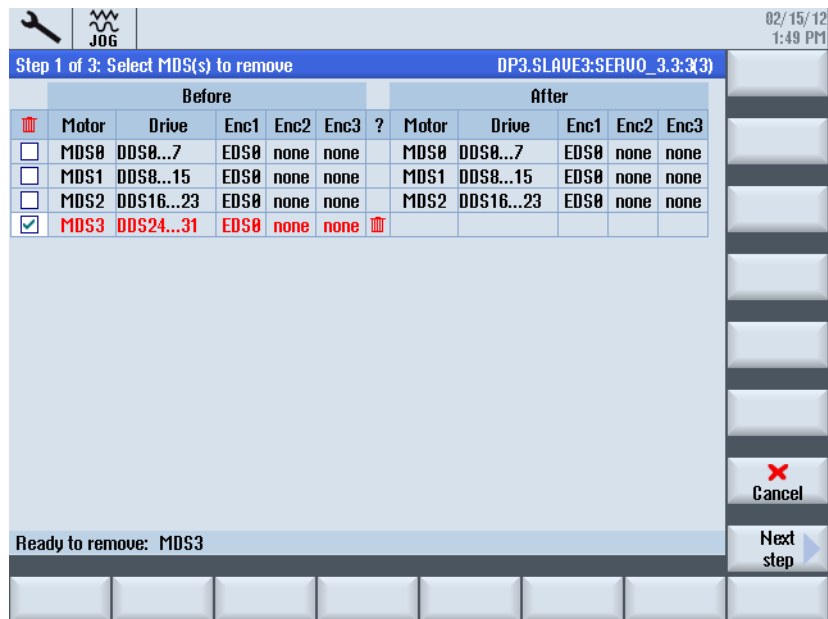 JOG
02/15/12
1:49 PM
Step 1 of 3: Select MDS(s) to remove DP3.SLAVE3:SERVO_3.3:3(3)
Before After
Motor Drive Enc1 Enc2 Enc3 ? Motor Drive Enc1 Enc2 Enc3
MDS0 DDS0...7 EDS0 none none MDS0 DDS0...7 EDS0 none none
MDS1 DDS8...15 EDS0 none none MDS1 DDS8...15 EDS0 none none
MDS2 DDS16...23 EDS0 none none MDS2 DDS16...23 EDS0 none none
MDS3 DDS24...31 EDS0 none none
Cancel
Ready to remove: MDS3
Next
step